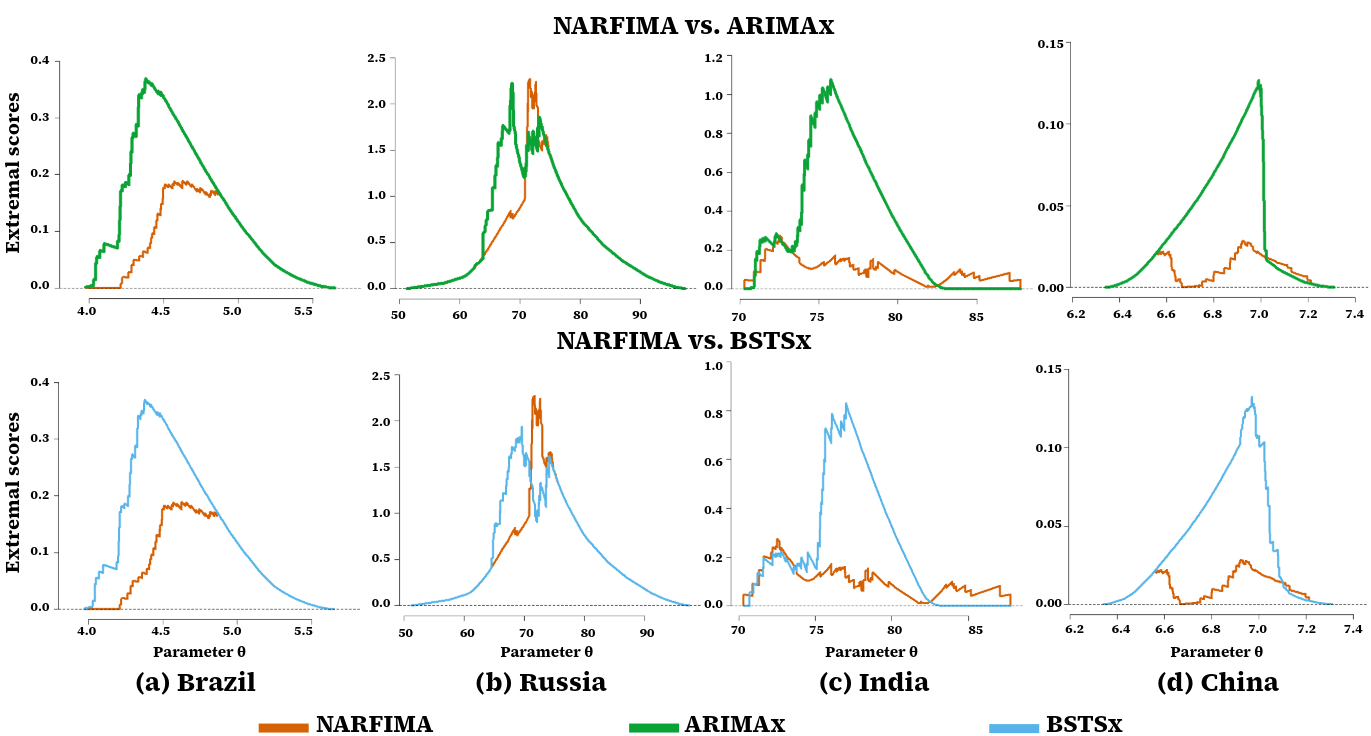 NARFIMA vs. ARIMAx
Extremal scores
0.4
0.3
0.2
0.1
0.0
4.0 4.5 5.0 5.5
2.5
2.0
1.5
1.0
0.5
0.0
50 60 70 80 90
1.2
1.0
0.8
0.6
0.4
0.2
0.0
70 75 80 85
0.15
0.10
0.05
0.00
6.2 6.4 6.6 6.8 7.0 7.2 7.4
NARFIMA vs. BSTSx
Extremal scores
0.4
0.3
0.2
0.1
0.0
4.0 4.5 5.0 5.5
Parameter θ
(a) Brazil
2.5
2.0
1.5
1.0
0.5
0.0
50 60 70 80 90
Parameter θ
(b) Russia
1.0
0.8
0.6
0.4
0.2
0.0
70 75 80 85
Parameter θ
(c) India
0.15
0.10
0.05
0.00
6.2 6.4 6.6 6.8 7.0 7.2 7.4
Parameter θ
(d) China
NARFIMA ARIMAx BSTSx